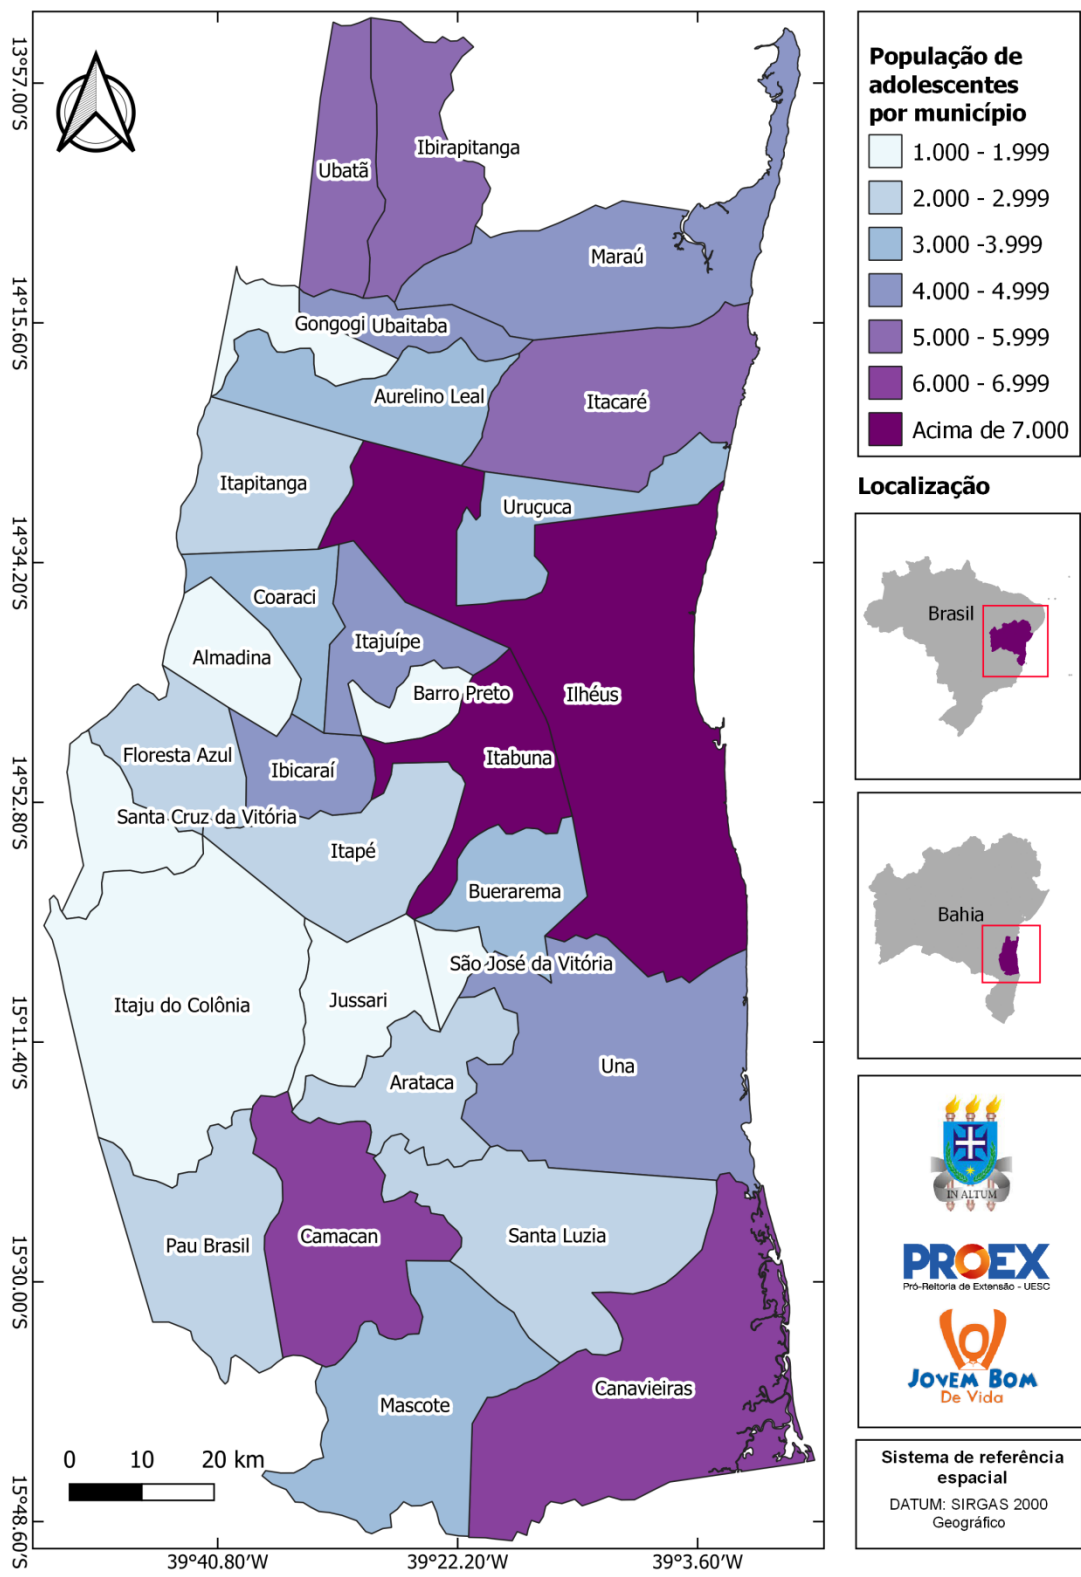 13°57.00'S
14°15.60'S
14°34.20'S
14°52.80'S
15°11.40'S
15°30.00'S
15°48.60'S
Ubatã
Ibirapitanga
Maraú
Gongogi
Ubaitaba
Aurelino Leal
Itacaré
Itapitanga
Uruçuca
Coaraci
Itajuípe
Almadina
Barro Preto
Ilhéus
Floresta Azul
Ibicaraí
Itabuna
Santa Cruz da Vitória
Itapé
Buerarema
São José da Vitória
Itaju do Colônia
Jussari
Una
Arataca
Pau Brasil
Camacan
Santa Luzia
Mascote
Canavieiras
0 10 20 km
39°40.80'W
39°22.20'W
39°3.60'W
População de
adolescentes
por município
1.000 - 1.999
2.000 - 2.999
3.000 -3.999
4.000 - 4.999
5.000 - 5.999
6.000 - 6.999
Acima de 7.000
Localização
Brasil
Bahia
IN ALTUM
PROEX
Pró-Reitoria de Extensão - UESC
JOVEM BOM
De Vida
Sistema de referência
espacial
DATUM: SIRGAS 2000
Geográfico